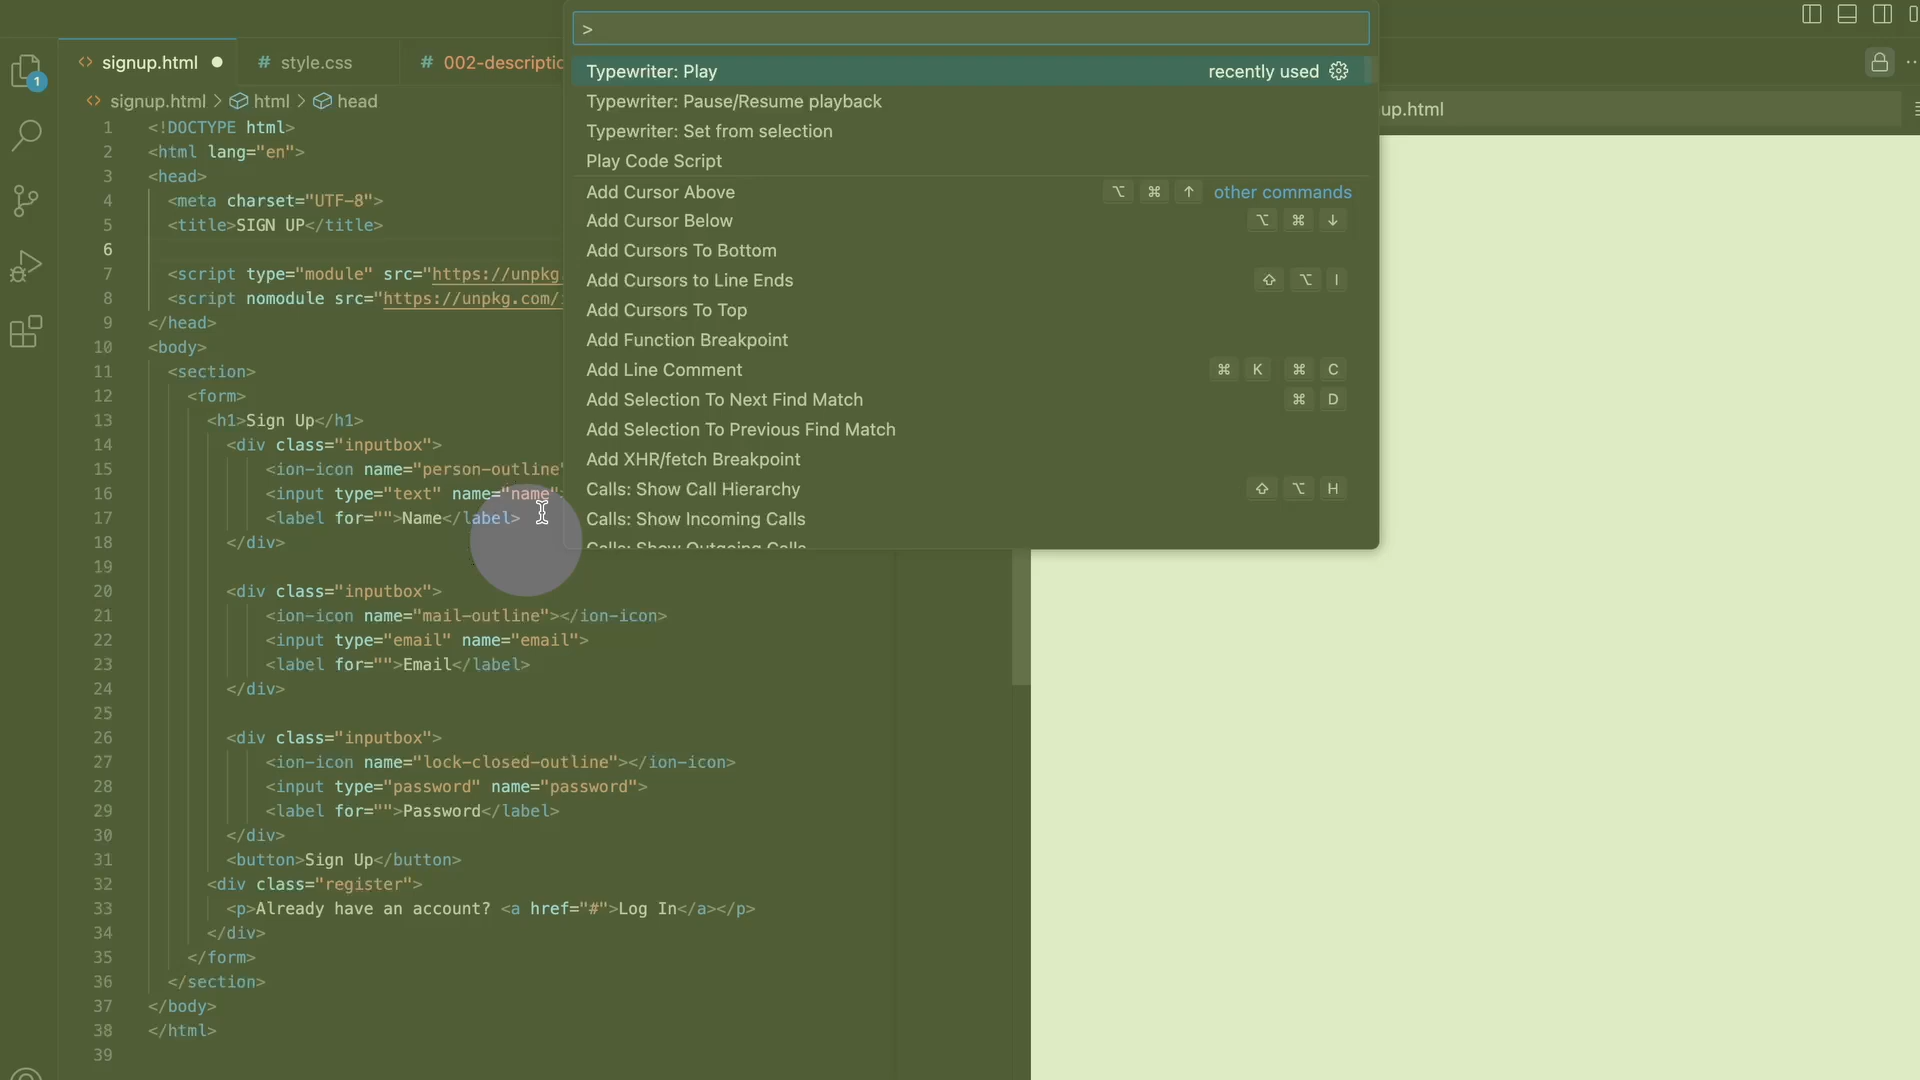 >
signup.html
style.css
002-descriptio
Typewriter: Play
recently used
signup.html > html > head
Typewriter: Pause/Resume playback
up.html
Typewriter: Set from selection
Play Code Script
Add Cursor Above ⌥ ⌘ ↑ other commands
Add Cursor Below ⌥ ⌘ ↓
Add Cursors To Bottom
Add Cursors to Line Ends ⇧ ⌥ I
Add Cursors To Top
Add Function Breakpoint
Add Line Comment ⌘ K ⌘ C
Add Selection To Next Find Match ⌘ D
Add Selection To Previous Find Match
Add XHR/fetch Breakpoint
Calls: Show Call Hierarchy ⇧ ⌥ H
Calls: Show Incoming Calls
Calls: Show Outgoing Calls
1 <!DOCTYPE html>
2 <html lang="en">
3 <head>
4 <meta charset="UTF-8">
5 <title>SIGN UP</title>
6
7 <script type="module" src="https://unpkg.
8 <script nomodule src="https://unpkg.com/
9 </head>
10 <body>
11 <section>
12 <form>
13 <h1>Sign Up</h1>
14 <div class="inputbox">
15 <ion-icon name="person-outline"
16 <input type="text" name="name">
17 <label for="">Name</label>
18 </div>
19
20 <div class="inputbox">
21 <ion-icon name="mail-outline"></ion-icon>
22 <input type="email" name="email">
23 <label for="">Email</label>
24 </div>
25
26 <div class="inputbox">
27 <ion-icon name="lock-closed-outline"></ion-icon>
28 <input type="password" name="password">
29 <label for="">Password</label>
30 </div>
31 <button>Sign Up</button>
32 <div class="register">
33 <p>Already have an account? <a href="#">Log In</a></p>
34 </div>
35 </form>
36 </section>
37 </body>
38 </html>
39
1